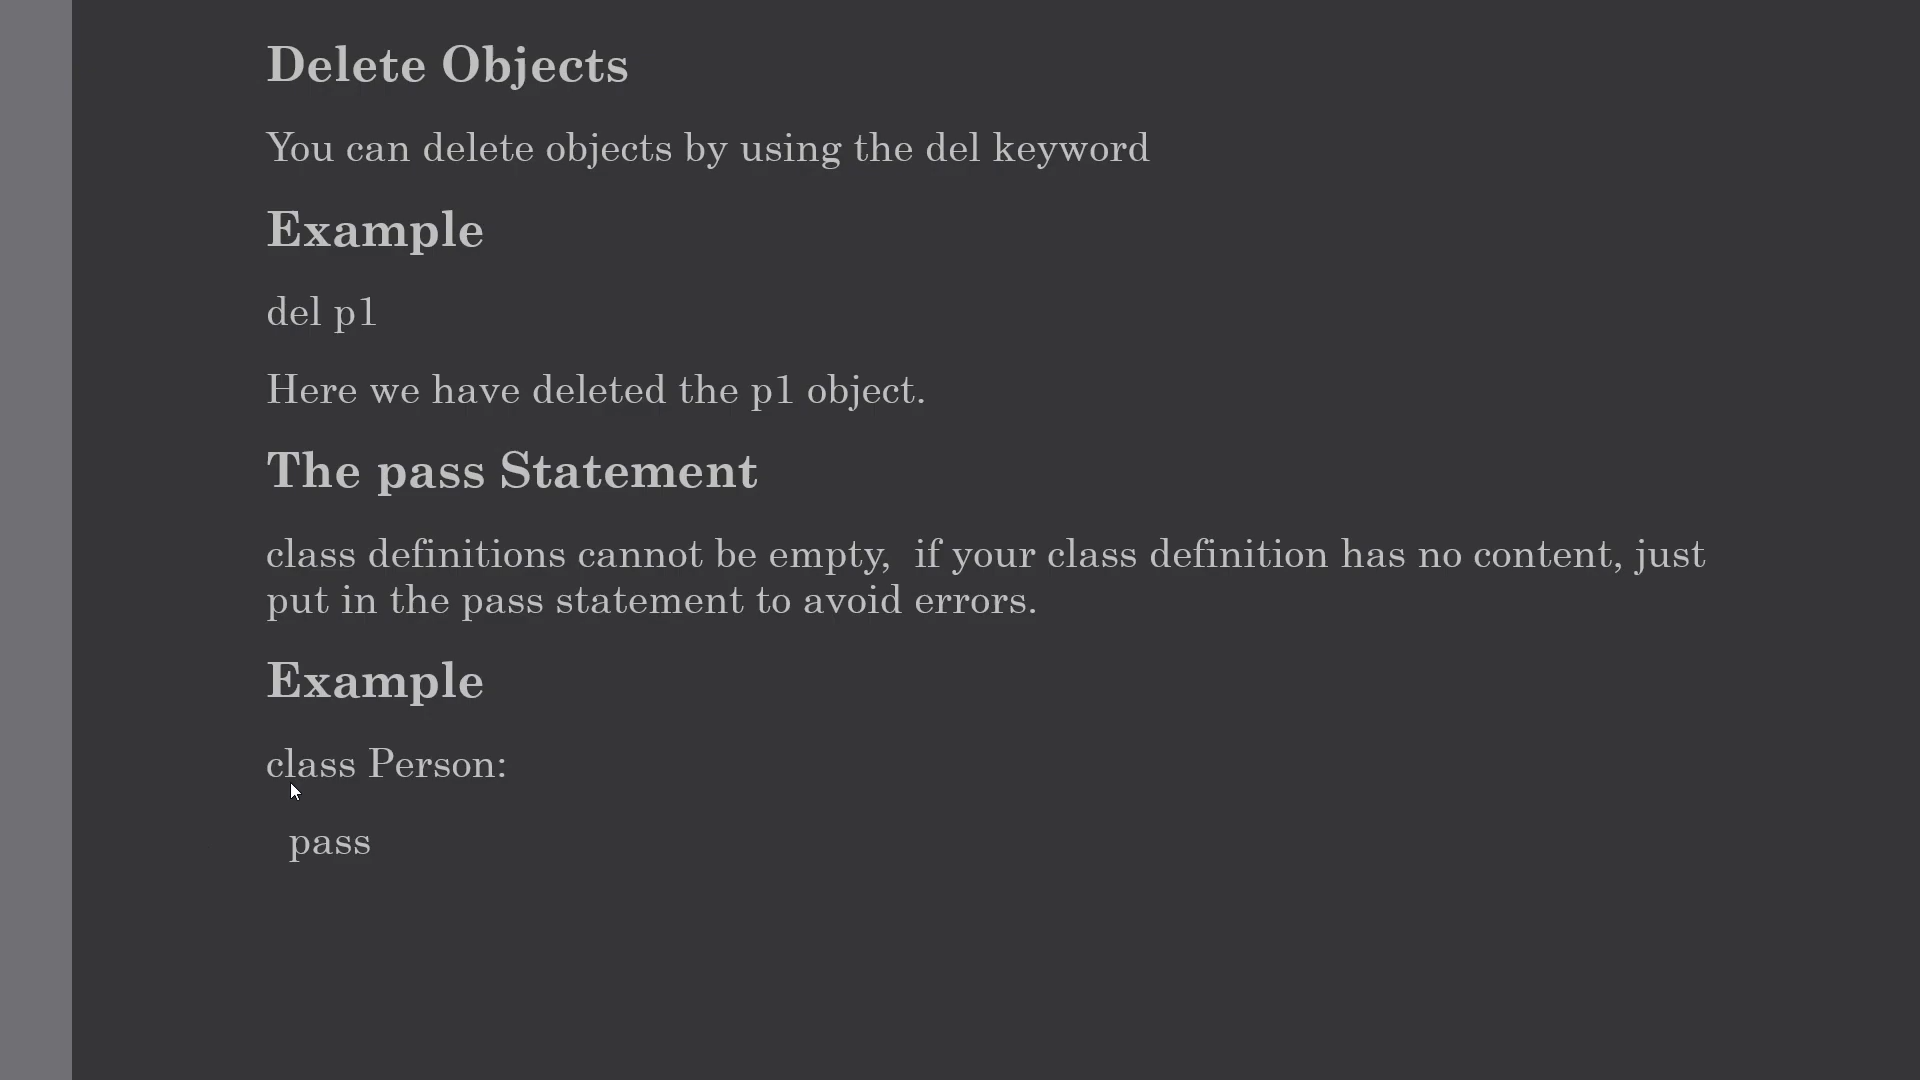 Delete Objects
You can delete objects by using the del keyword
Example
del p1
Here we have deleted the p1 object.
The pass Statement
class definitions cannot be empty,  if your class definition has no content, just
put in the pass statement to avoid errors.
Example
class Person:
  pass